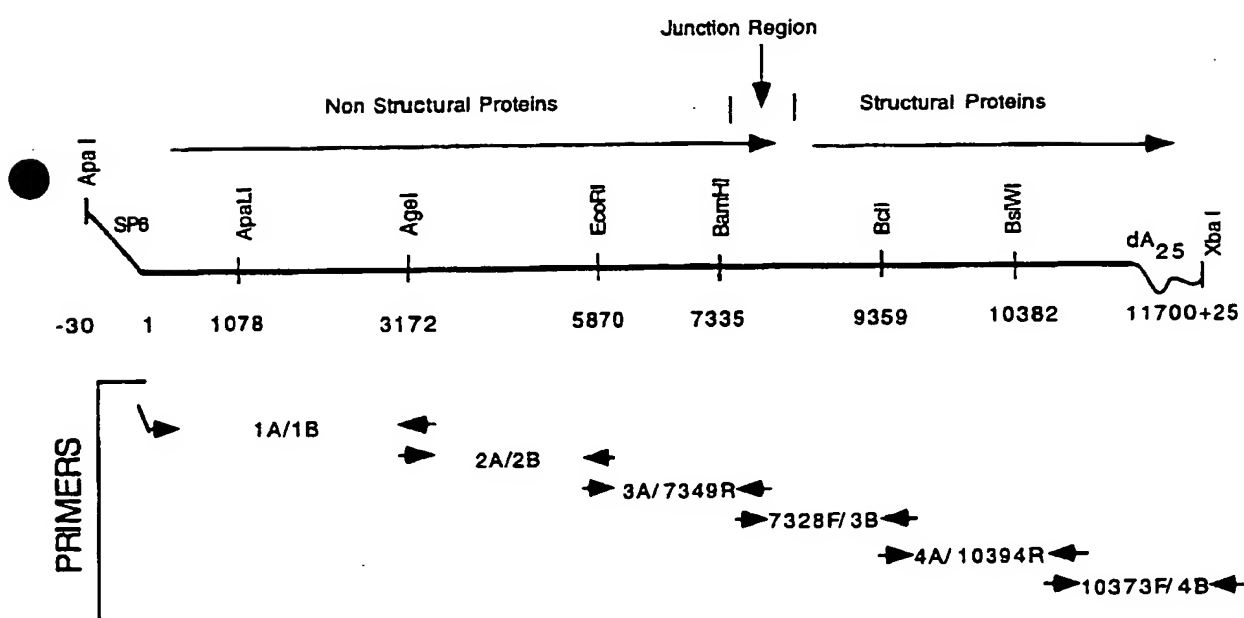 Junction Region
Non Structural Proteins
Structural Proteins
Apa I
SP6
ApaLI
AgeI
EcoRI
BamHI
BclI
BsiWI
dA25
Xba I
-30 1 1078 3172 5870 7335 9359 10382 11700+25
PRIMERS
1A/1B
2A/2B
3A/7349R
7328F/3B
4A/10394R
10373F/4B